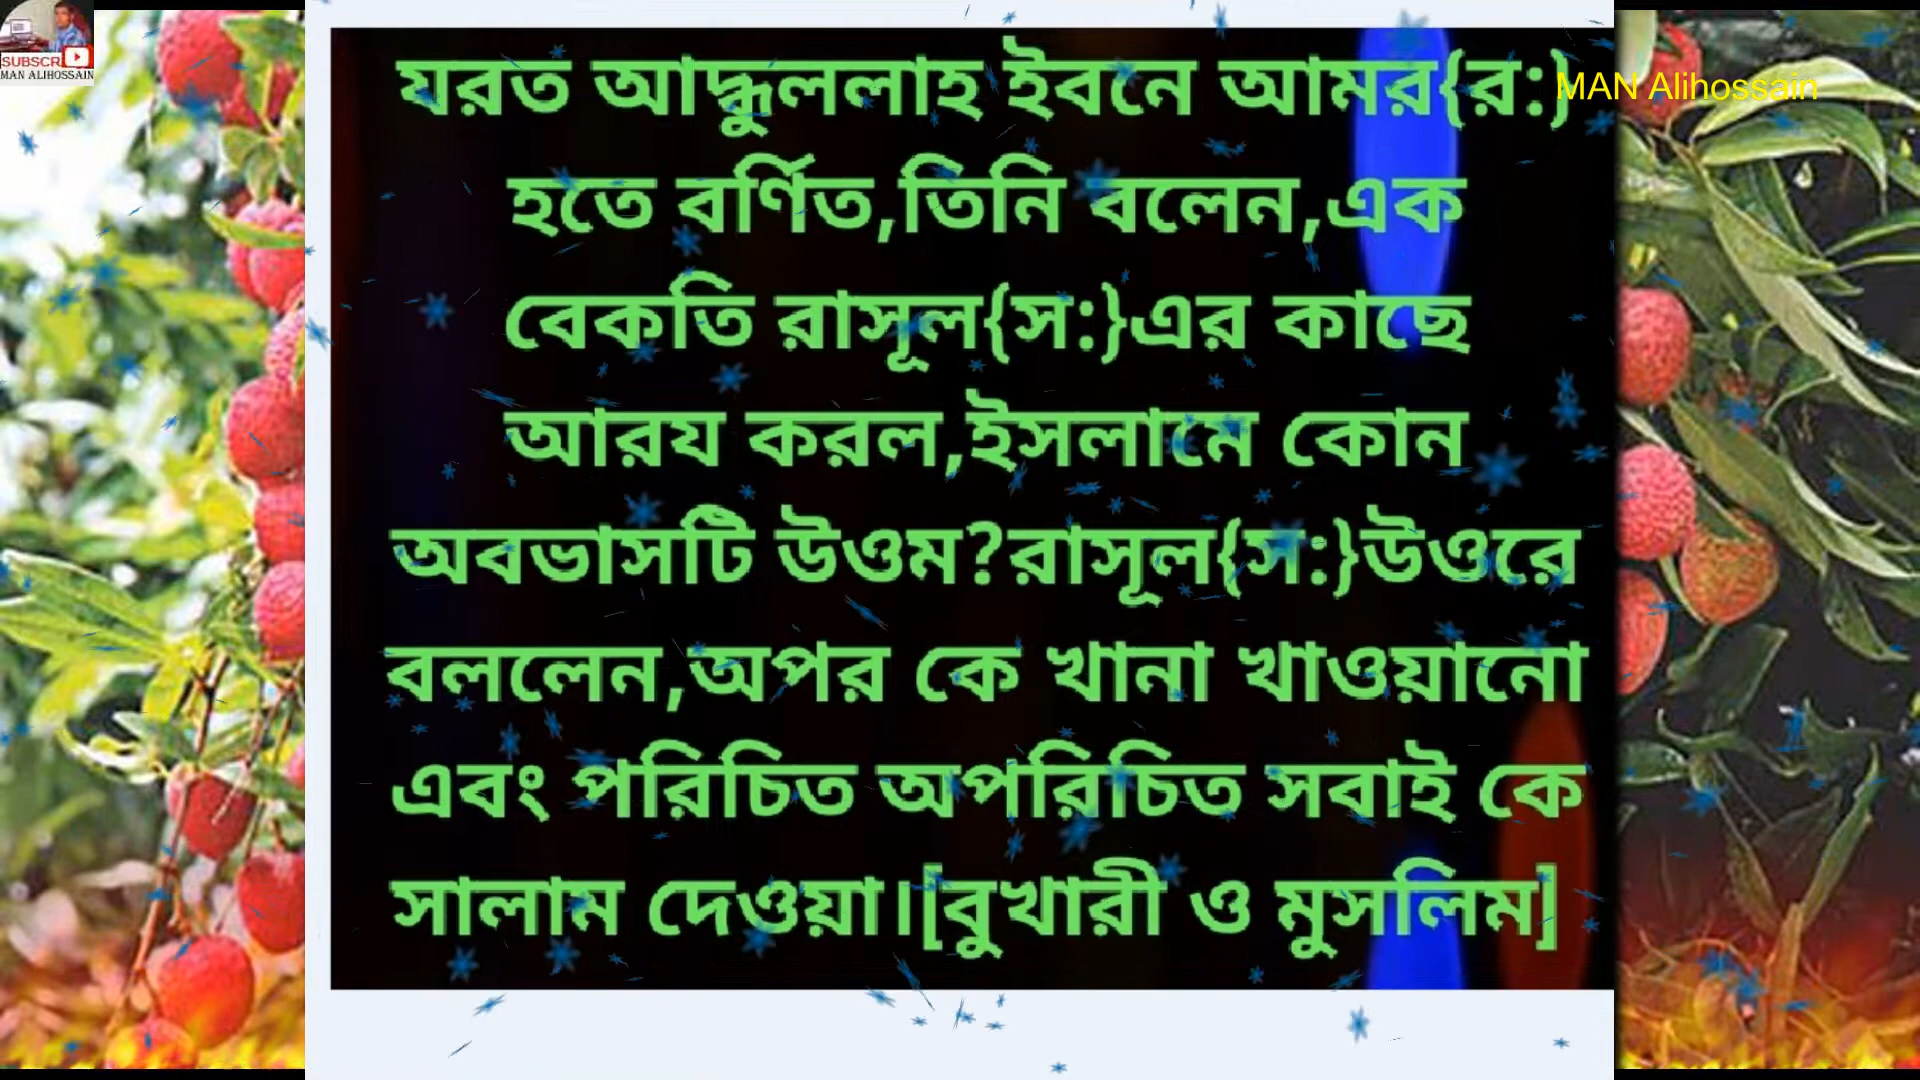 SUBSCR
MAN ALIHOSSAIN
MAN Alihossain
যরত আদ্ধুললাহ ইবনে আমর{র:}
হতে বর্ণিত,তিনি বলেন,এক
বেকতি রাসূল{স:}এর কাছে
আরয করল,ইসলামে কোন
অবভাসটি উওম?রাসূল{স:}উওরে
বললেন,অপর কে খানা খাওয়ানো
এবং পরিচিত অপরিচিত সবাই কে
সালাম দেওয়া।[বুখারী ও মুসলিম]